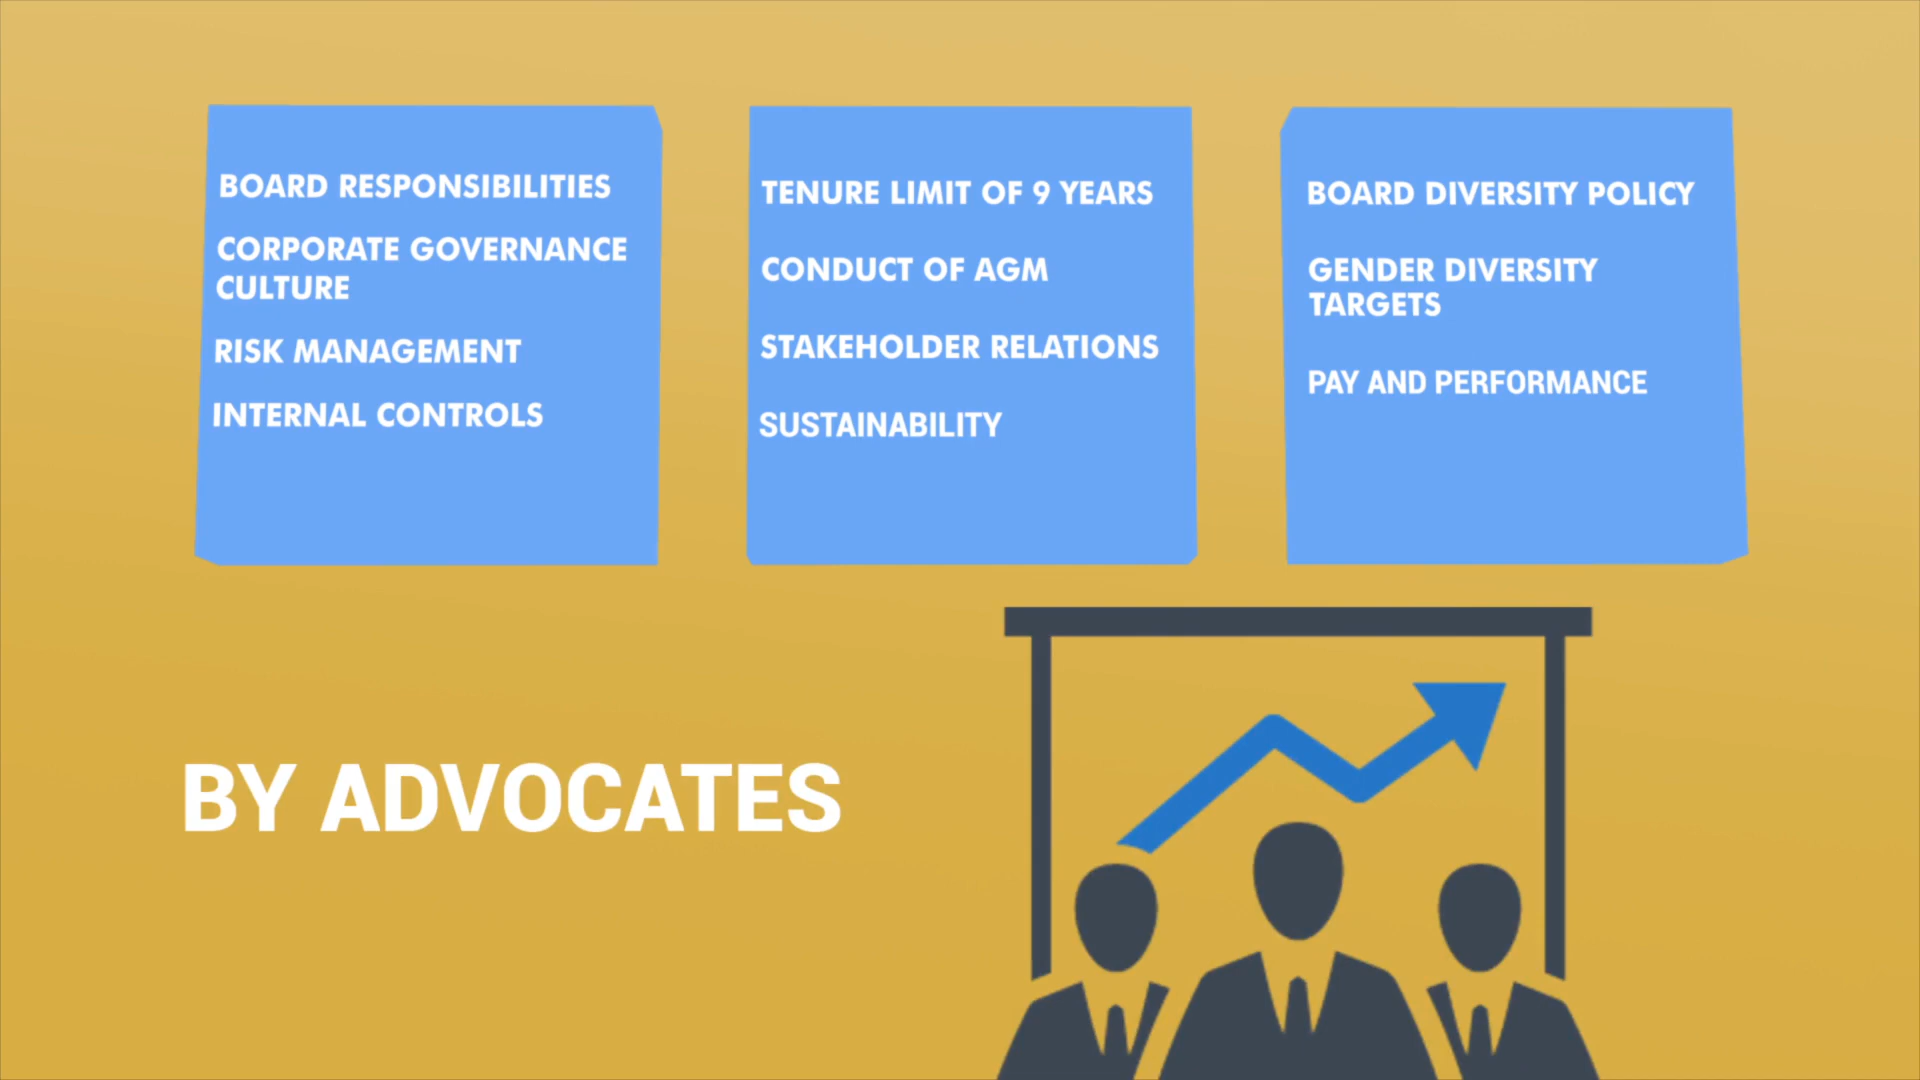 BOARD RESPONSIBILITIES
CORPORATE GOVERNANCE
CULTURE
RISK MANAGEMENT
INTERNAL CONTROLS
TENURE LIMIT OF 9 YEARS
CONDUCT OF AGM
STAKEHOLDER RELATIONS
SUSTAINABILITY
BOARD DIVERSITY POLICY
GENDER DIVERSITY
TARGETS
PAY AND PERFORMANCE
BY ADVOCATES